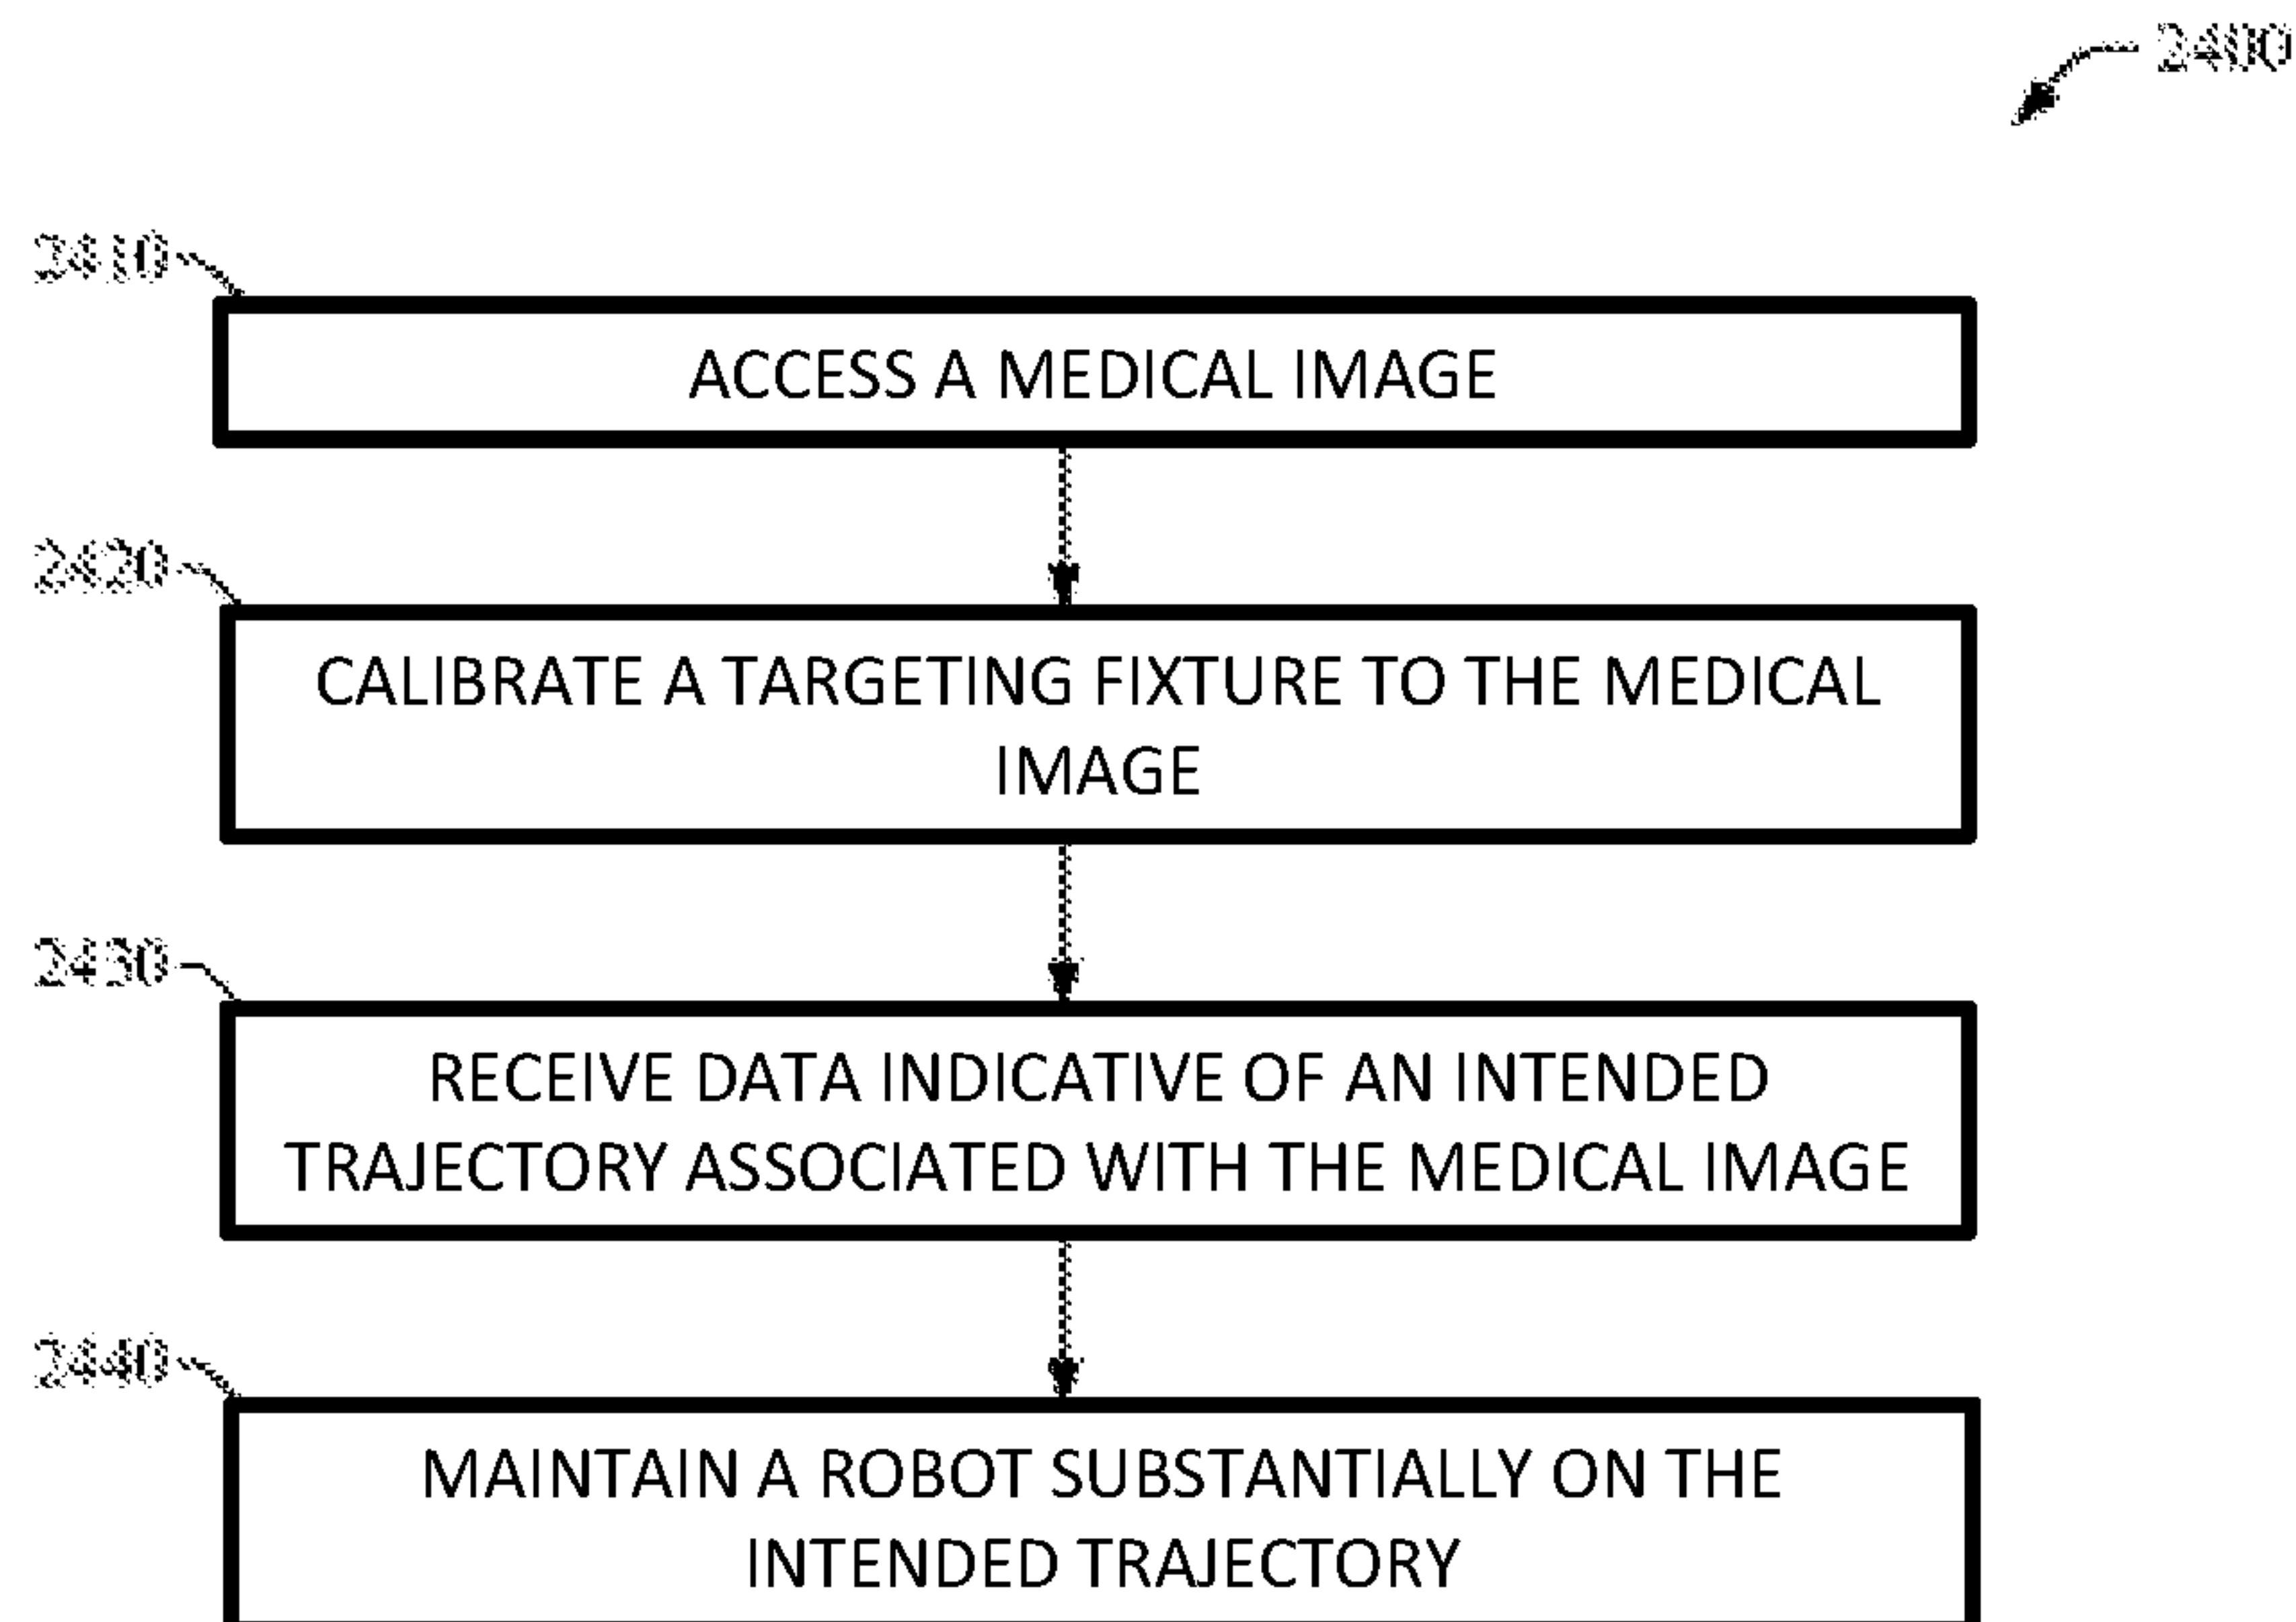 2400
2410
ACCESS A MEDICAL IMAGE
2420
CALIBRATE A TARGETING FIXTURE TO THE MEDICAL
IMAGE
2430
RECEIVE DATA INDICATIVE OF AN INTENDED
TRAJECTORY ASSOCIATED WITH THE MEDICAL IMAGE
2440
MAINTAIN A ROBOT SUBSTANTIALLY ON THE
INTENDED TRAJECTORY